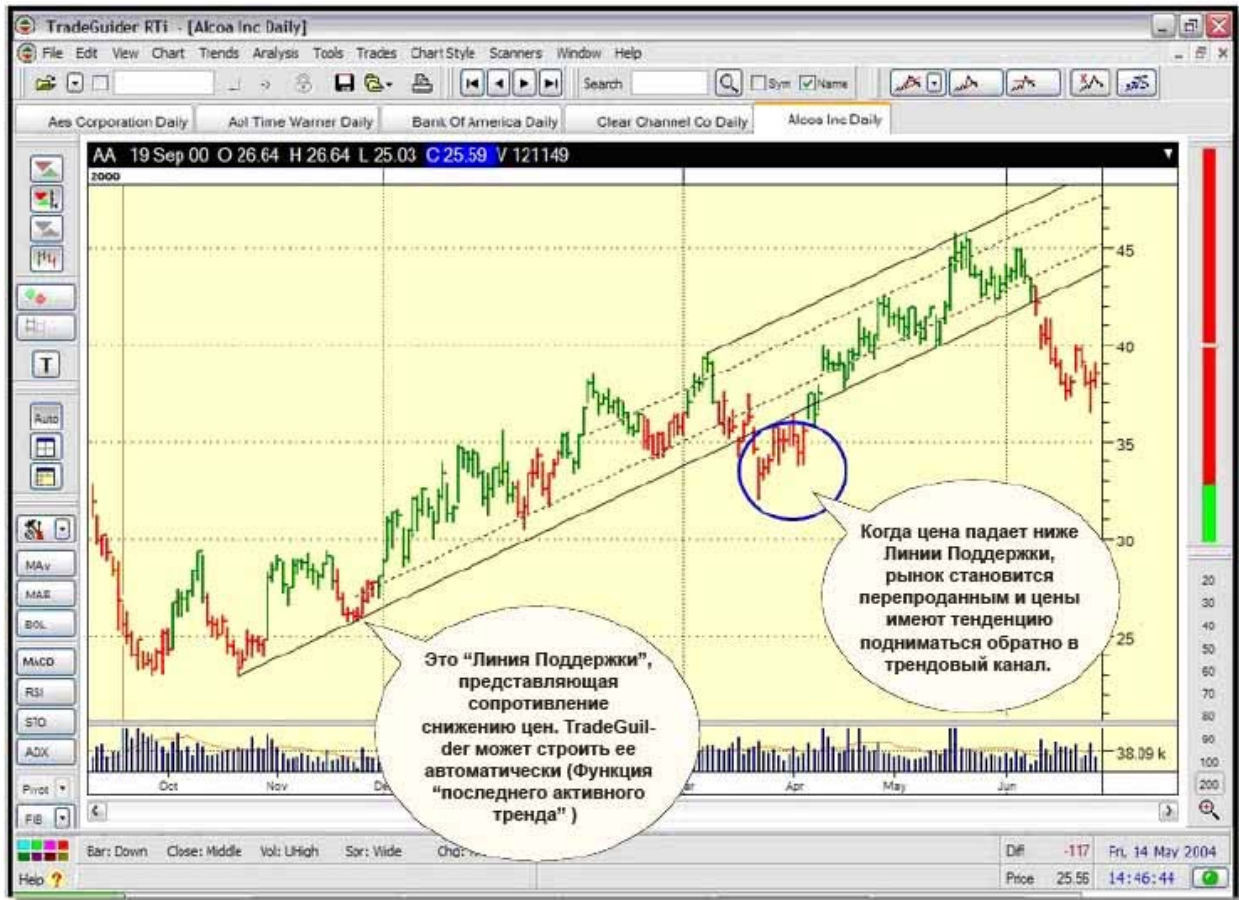 TradeGuider RTi - [Alcoa Inc Daily]
File Edit View Chart Trends Analysis Tools Trades Chart Style Scanners Window Help
Search Sym Name
Aes Corporation Daily Aol Time Warner Daily Bank Of America Daily Clear Channel Co Daily Alcoa Inc Daily
AA 19 Sep 00 O 26.64 H 26.64 L 25.03 C 25.59 V 121149
2000
45
40
35
30
25
T
Auto
MAv
MAE
BOL
MACD
RSI
STO
ADX
Pivot
FIB
Когда цена падает ниже
Линии Поддержки,
рынок становится
перепроданным и цены
имеют тенденцию
подниматься обратно в
трендовый канал.
Это “Линия Поддержки”,
представляющая
сопротивление
снижению цен. TradeGuil-
der может строить ее
автоматически (Функция
“последнего активного
тренда” )
20
30
40
50
60
70
80
90
100
200
38.09 k
Oct Nov Apr May Jun
Bar: Down Close: Middle Vol: UHigh Spr: Wide
Diff -117 Fri, 14 May 2004
Help ? Price 25.56 14:46:44